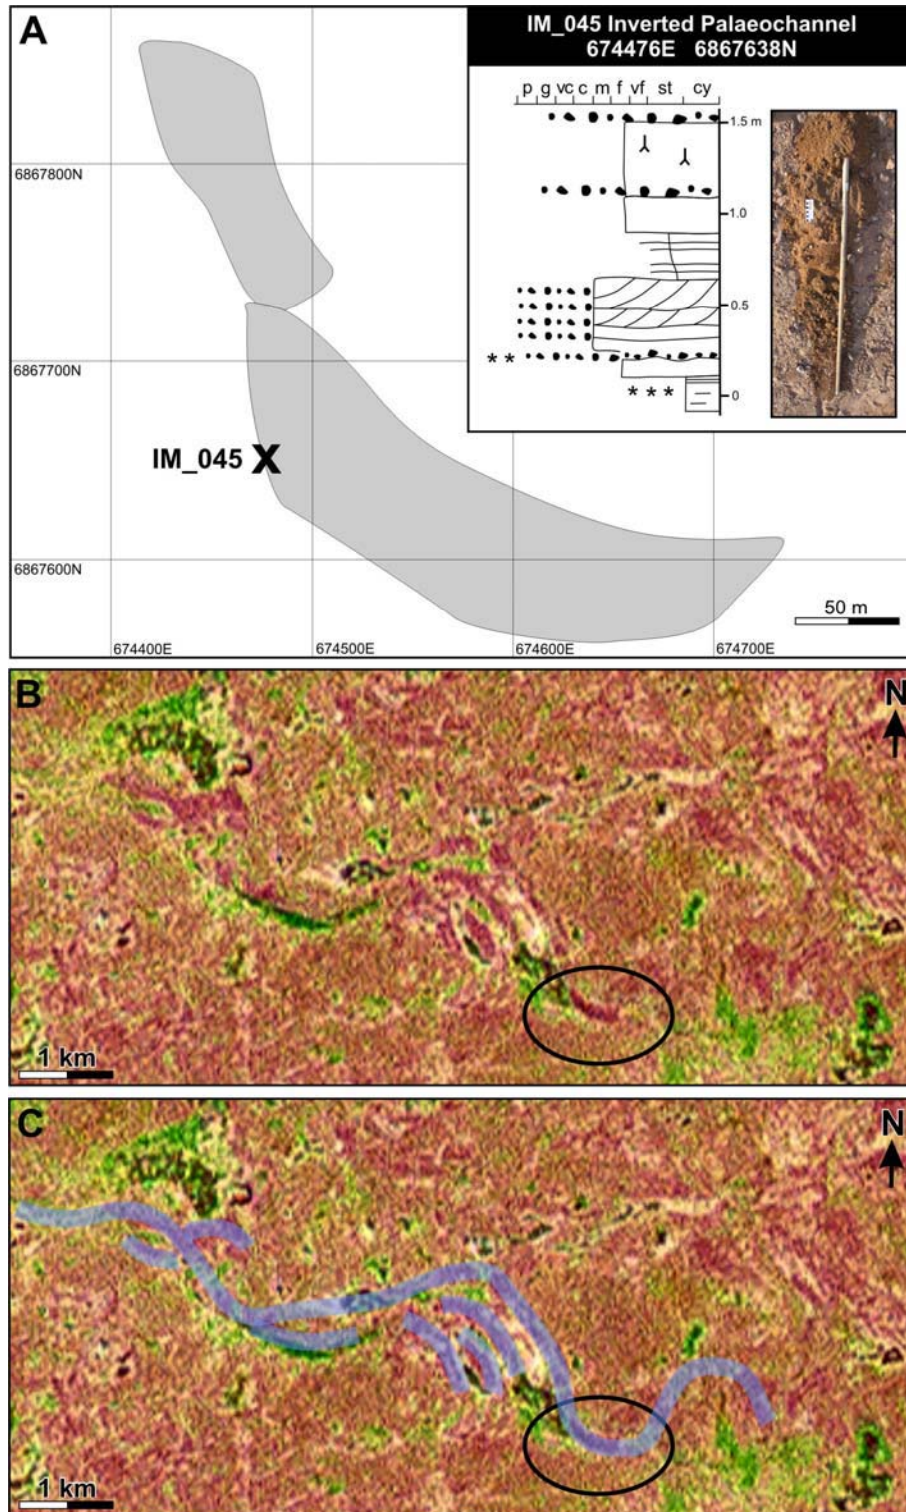 A
IM_045 Inverted Palaeochannel
674476E 6867638N
p g vc c m f vf st cy
1.5 m
1.0
0.5
0
* *
* * *
6867800N
6867700N
IM_045 X
6867600N
50 m
674400E 674500E 674600E 674700E
B
N
1 km
C
N
1 km